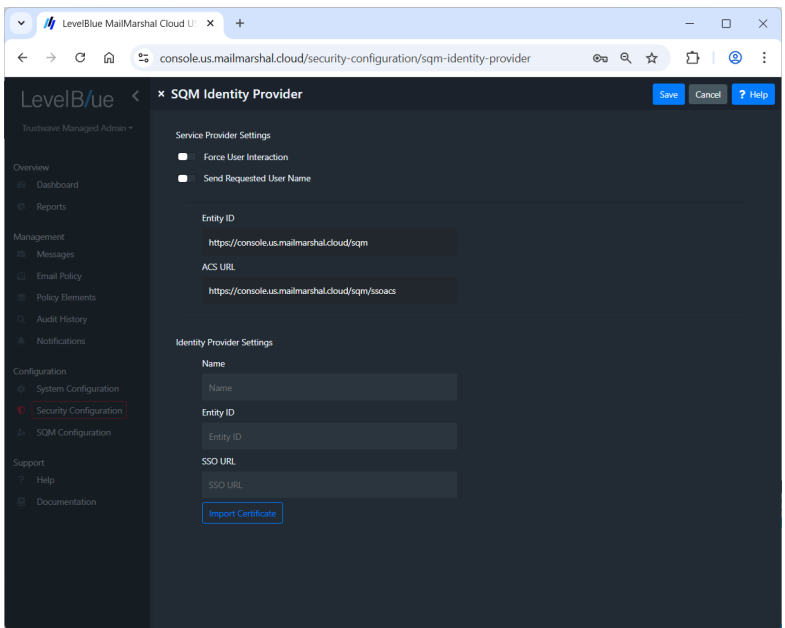 LevelBlue MailMarshal Cloud U
console.us.mailmarshal.cloud/security-configuration/sqm-identity-provider
LevelB/ue
Trustwave Managed Admin
× SQM Identity Provider
Save
Cancel
? Help
Overview
Dashboard
Reports
Management
Messages
Email Policy
Policy Elements
Audit History
Notifications
Configuration
System Configuration
Security Configuration
SQM Configuration
Support
? Help
Documentation
Service Provider Settings
Force User Interaction
Send Requested User Name
Entity ID
https://console.us.mailmarshal.cloud/sqm
ACS URL
https://console.us.mailmarshal.cloud/sqm/ssoacs
Identity Provider Settings
Name
Name
Entity ID
Entity ID
SSO URL
SSO URL
Import Certificate